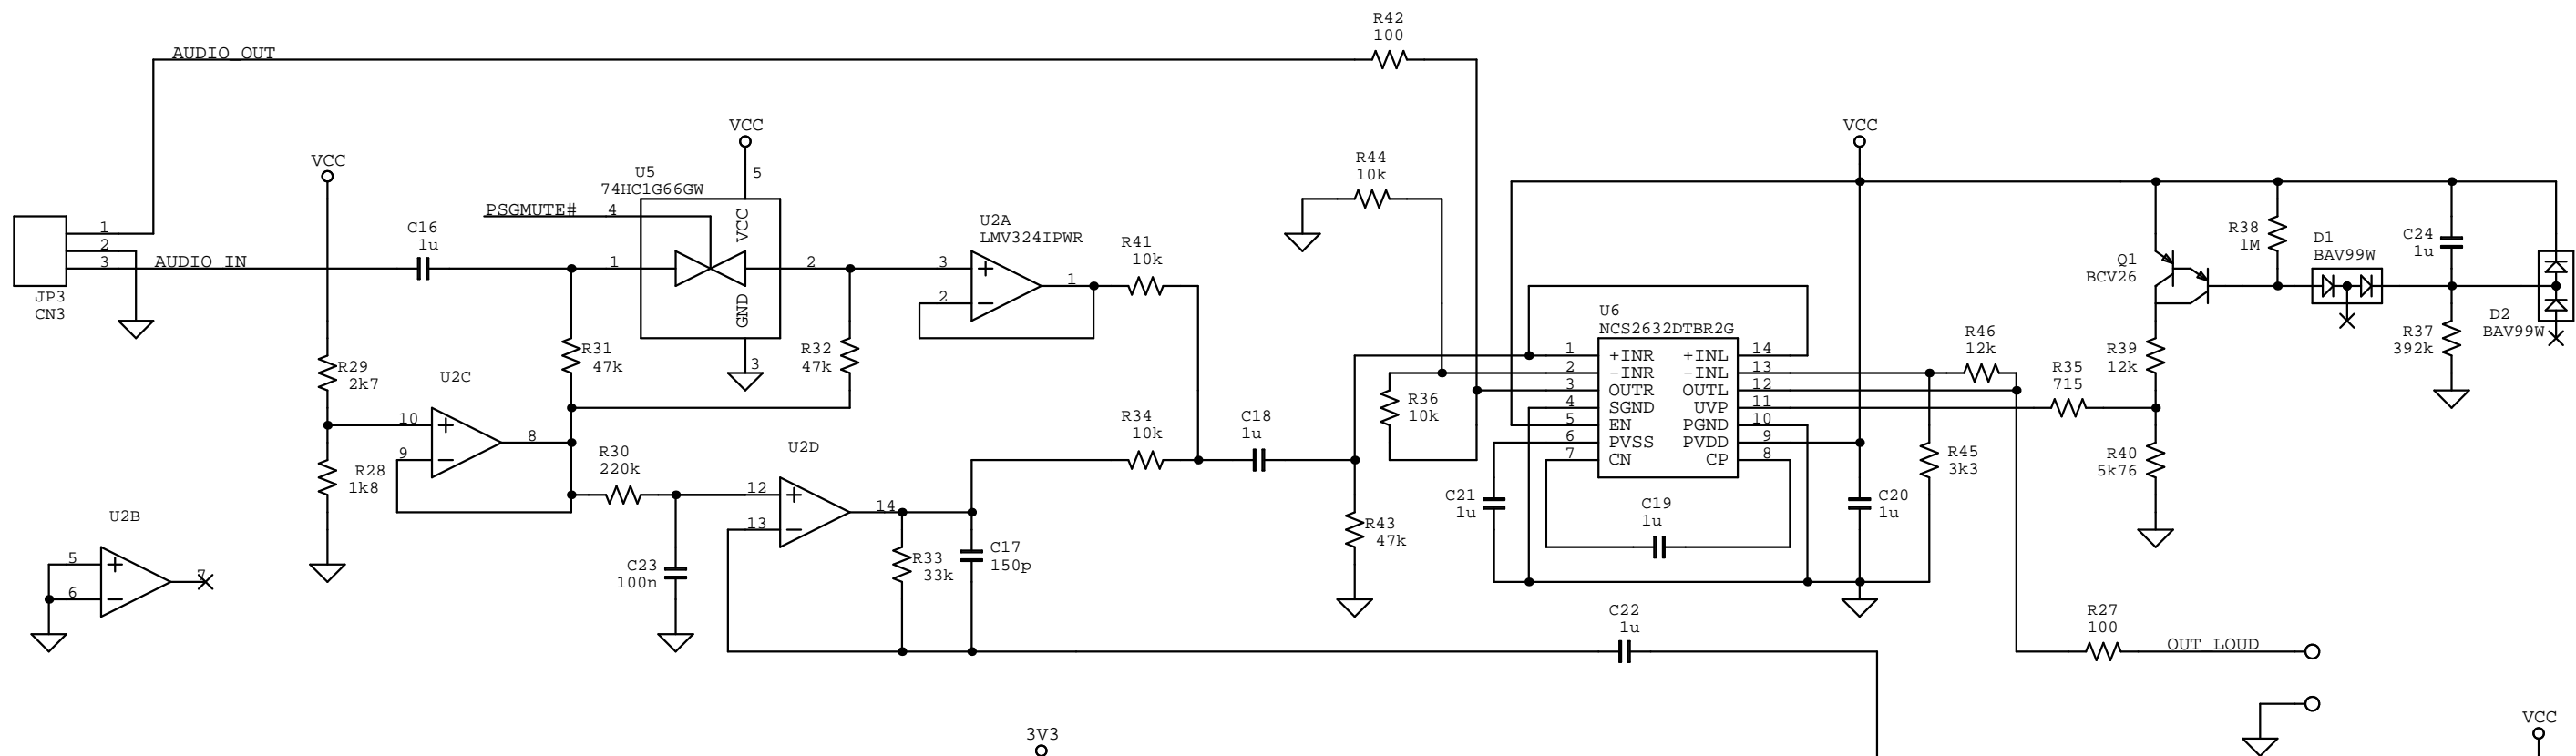 R42
100
AUDIO_OUT
VCC
VCC
VCC
R44
10k
U5
74HC1G66GW
5
PSGMUTE#
4
VCC
GND
1
2
3
C16
1u
1
2
3
AUDIO_IN
JP3
CN3
U2A
LMV324IPWR
3
2
1
R41
10k
R38
1M
D1
BAV99W
C24
1u
Q1
BCV26
D2
BAV99W
R37
392k
U6
NCS2632DTBR2G
1
+INR
+INL
14
2
-INR
-INL
13
3
OUTR
OUTL
12
4
SGND
UVP
11
5
EN
PGND
10
6
PVSS
PVDD
9
7
CN
CP
8
R46
12k
R35
715
R39
12k
R40
5k76
R45
3k3
R36
10k
R29
2k7
R31
47k
R32
47k
U2C
10
9
8
R28
1k8
R30
220k
U2D
12
13
14
R34
10k
C18
1u
R43
47k
C21
1u
C19
1u
C20
1u
U2B
5
6
7
C23
100n
R33
33k
C17
150p
C22
1u
R27
100
OUT_LOUD
3V3
VCC